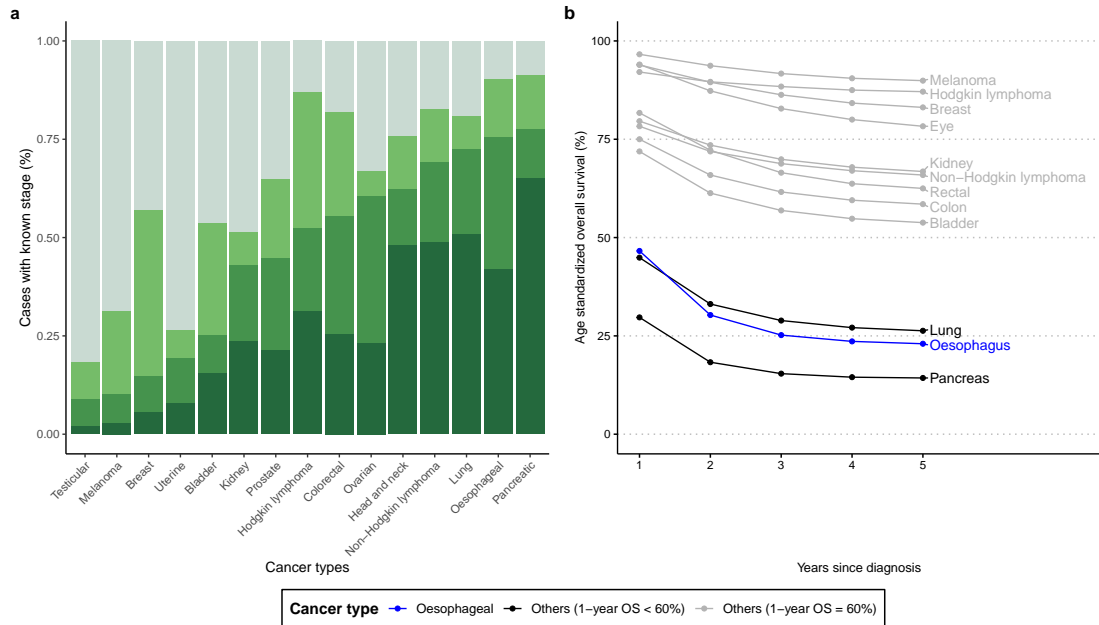 a
Cases with known stage (%)
1.00
0.75
0.50
0.25
0.00
Testicular
Melanoma
Breast
Uterine
Bladder
Kidney
Prostate
Hodgkin lymphoma
Colorectal
Ovarian
Head and neck
Non−Hodgkin lymphoma
Lung
Oesophageal
Pancreatic
Cancer types
b
Age standardized overall survival (%)
100
75
50
25
0
Melanoma
Hodgkin lymphoma
Breast
Eye
Kidney
Non−Hodgkin lymphoma
Rectal
Colon
Bladder
Lung
Oesophagus
Pancreas
1 2 3 4 5
Years since diagnosis
Cancer type Oesophageal Others (1−year OS < 60%) Others (1−year OS = 60%)